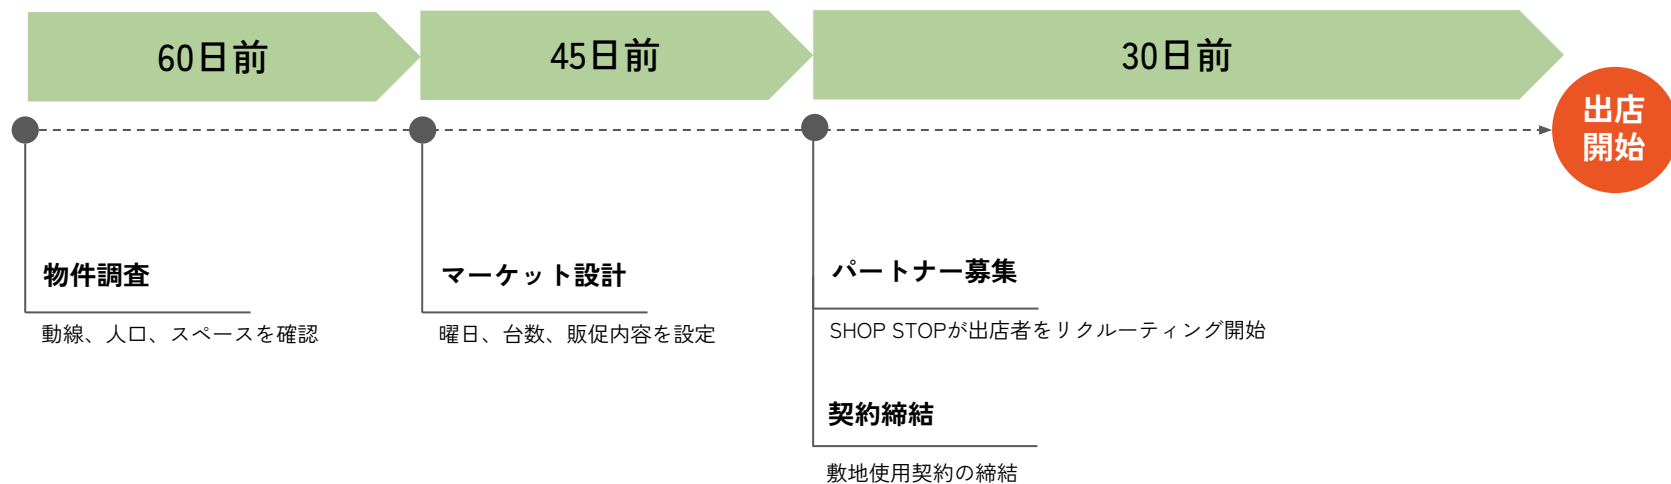 60日前
45日前
30日前
出店
開始
物件調査
動線、人口、スペースを確認
マーケット設計
曜日、台数、販促内容を設定
パートナー募集
SHOP STOPが出店者をリクルーティング開始
契約締結
敷地使用契約の締結